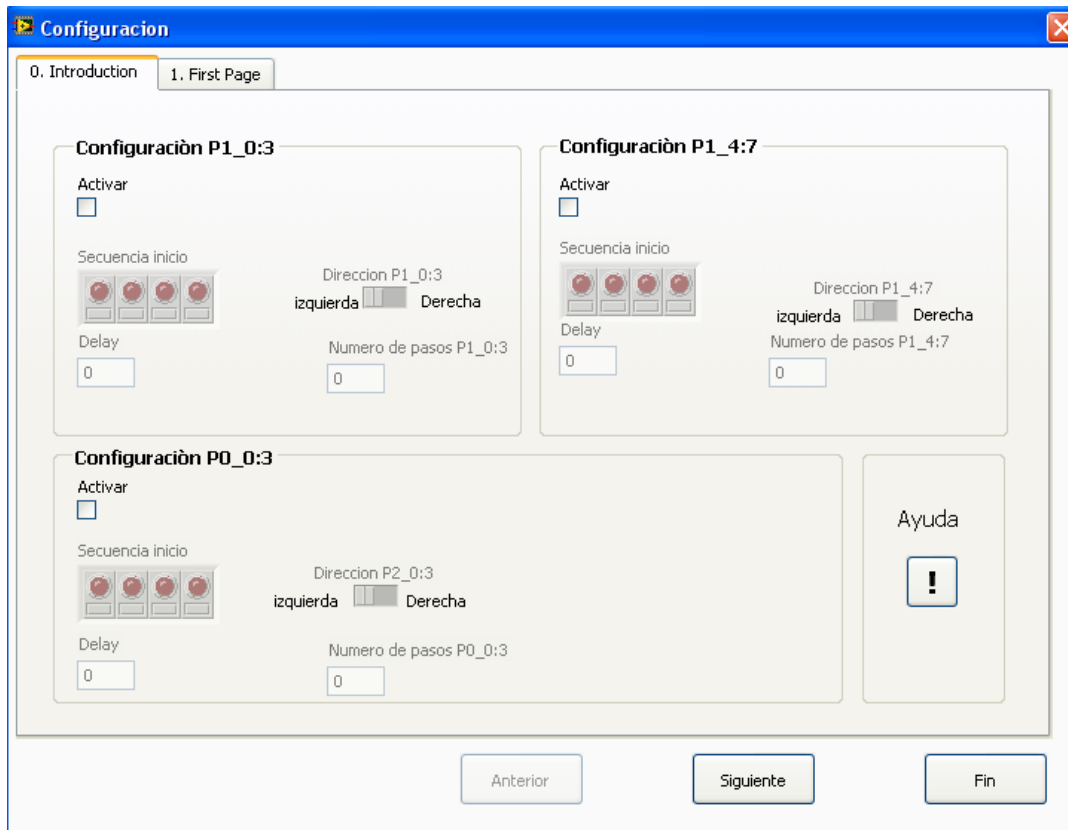 Configuracion
0. Introduction
1. First Page
Configuraciòn P1_0:3
Activar
Secuencia inicio
Direccion P1_0:3
izquierda Derecha
Delay
0
Numero de pasos P1_0:3
0
Configuraciòn P1_4:7
Activar
Secuencia inicio
Direccion P1_4:7
izquierda Derecha
Delay
0
Numero de pasos P1_4:7
0
Configuraciòn P0_0:3
Activar
Secuencia inicio
Direccion P2_0:3
izquierda Derecha
Delay
0
Numero de pasos P0_0:3
0
Ayuda
!
Anterior
Siguiente
Fin